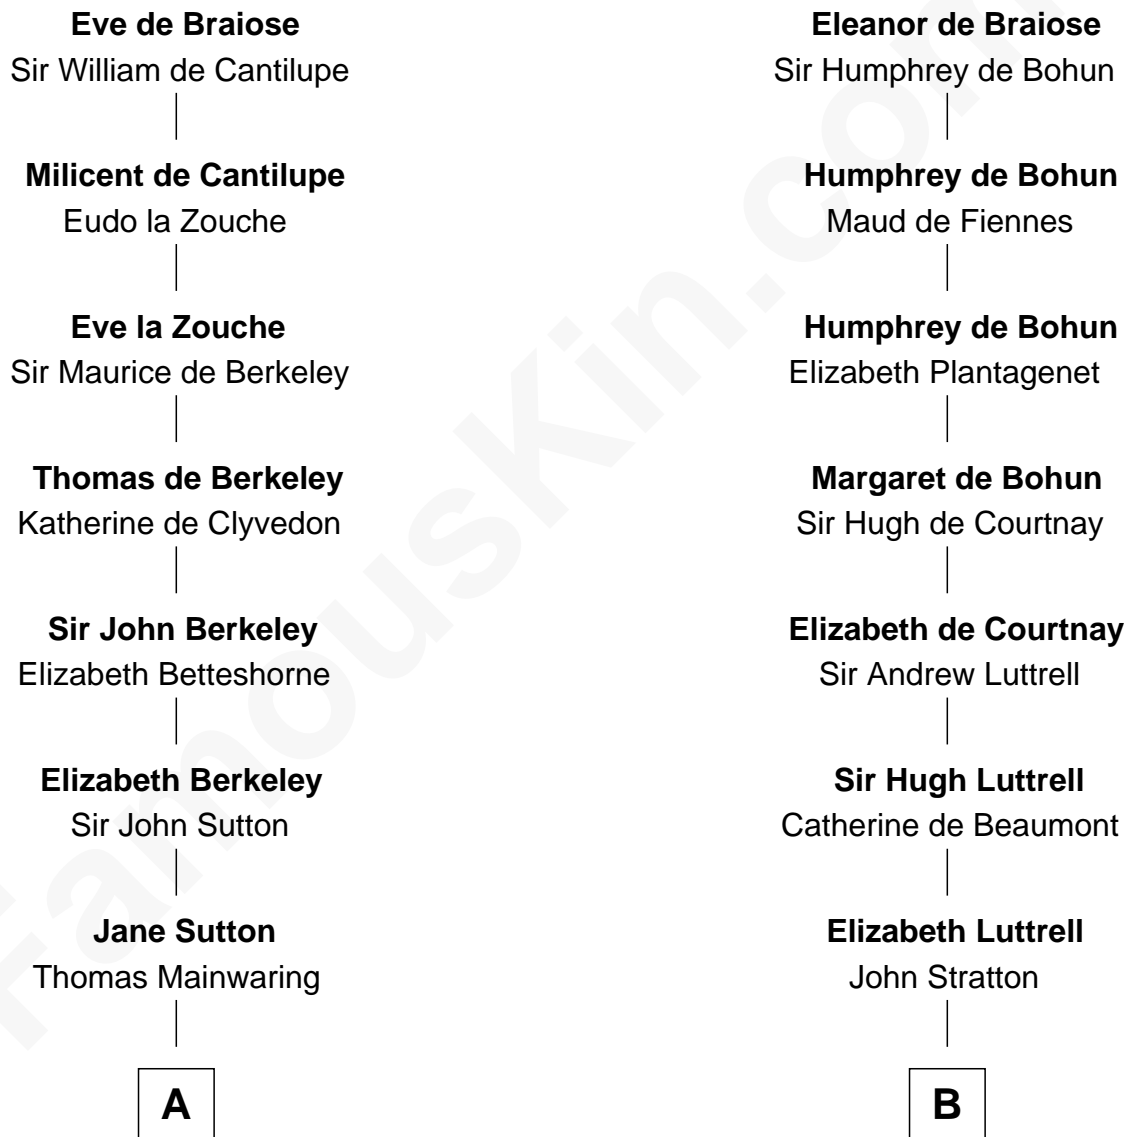 Eve de Braiose
Sir William de Cantilupe
Milicent de Cantilupe
Eudo la Zouche
Eve la Zouche
Sir Maurice de Berkeley
Thomas de Berkeley
Katherine de Clyvedon
Sir John Berkeley
Elizabeth Betteshorne
Elizabeth Berkeley
Sir John Sutton
Jane Sutton
Thomas Mainwaring
A
Eleanor de Braiose
Sir Humphrey de Bohun
Humphrey de Bohun
Maud de Fiennes
Humphrey de Bohun
Elizabeth Plantagenet
Margaret de Bohun
Sir Hugh de Courtnay
Elizabeth de Courtnay
Sir Andrew Luttrell
Sir Hugh Luttrell
Catherine de Beaumont
Elizabeth Luttrell
John Stratton
B
FamousKin.com